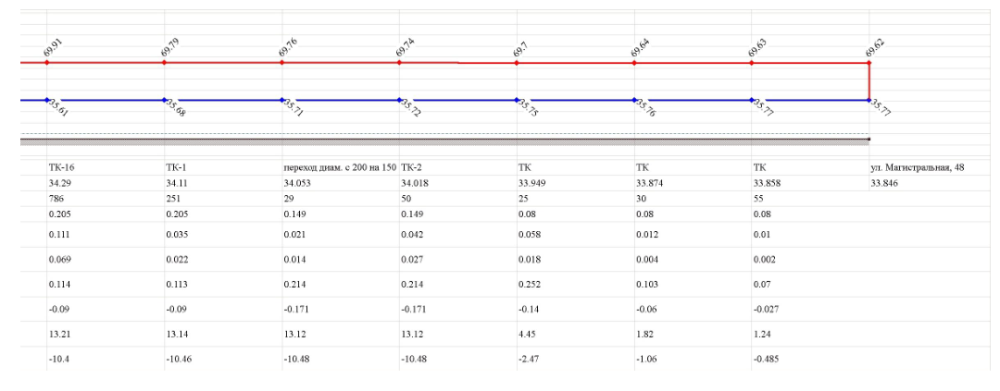 69.91 69.79 69.76 69.74 69.7 69.64 69.63 69.62
35.61 35.68 35.71 35.72 35.75 35.76 35.77 35.77
ТК-16 ТК-1 переход диам. с 200 на 150 ТК-2 ТК ТК ТК ул. Магистральная, 48
34.29 34.11 34.053 34.018 33.949 33.874 33.858 33.846
786 251 29 50 25 30 55
0.205 0.205 0.149 0.149 0.08 0.08 0.08
0.111 0.035 0.021 0.042 0.058 0.012 0.01
0.069 0.022 0.014 0.027 0.018 0.004 0.002
0.114 0.113 0.214 0.214 0.252 0.103 0.07
-0.09 -0.09 -0.171 -0.171 -0.14 -0.06 -0.027
13.21 13.14 13.12 13.12 4.45 1.82 1.24
-10.4 -10.46 -10.48 -10.48 -2.47 -1.06 -0.485